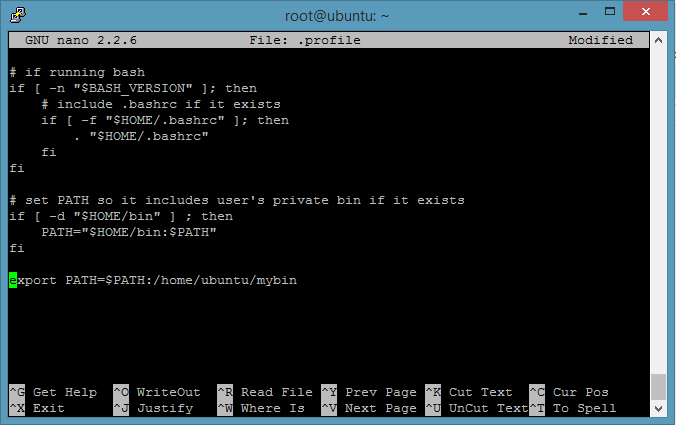 root@ubuntu: ~
GNU nano 2.2.6 File: .profile Modified
# if running bash
if [ -n "$BASH_VERSION" ]; then
    # include .bashrc if it exists
    if [ -f "$HOME/.bashrc" ]; then
        . "$HOME/.bashrc"
    fi
fi
# set PATH so it includes user's private bin if it exists
if [ -d "$HOME/bin" ] ; then
    PATH="$HOME/bin:$PATH"
fi
export PATH=$PATH:/home/ubuntu/mybin
^G Get Help ^O WriteOut ^R Read File ^Y Prev Page ^K Cut Text ^C Cur Pos
^X Exit ^J Justify ^W Where Is ^V Next Page ^U UnCut Text ^T To Spell